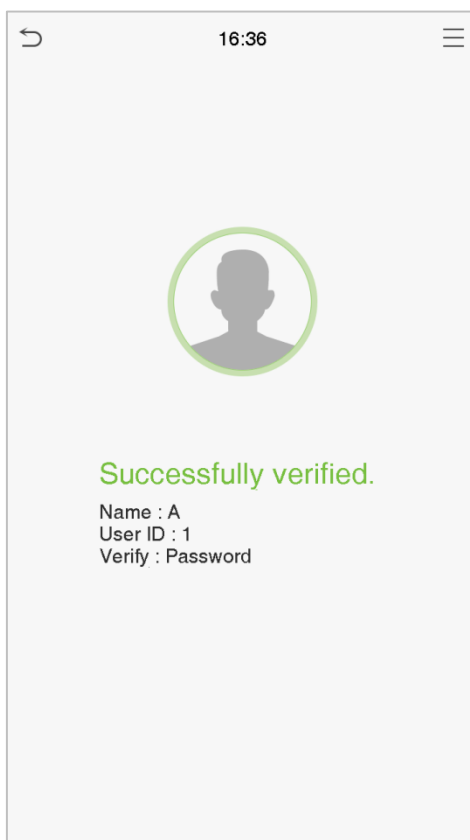 16:36
Successfully verified.
Name : A
User ID : 1
Verify : Password